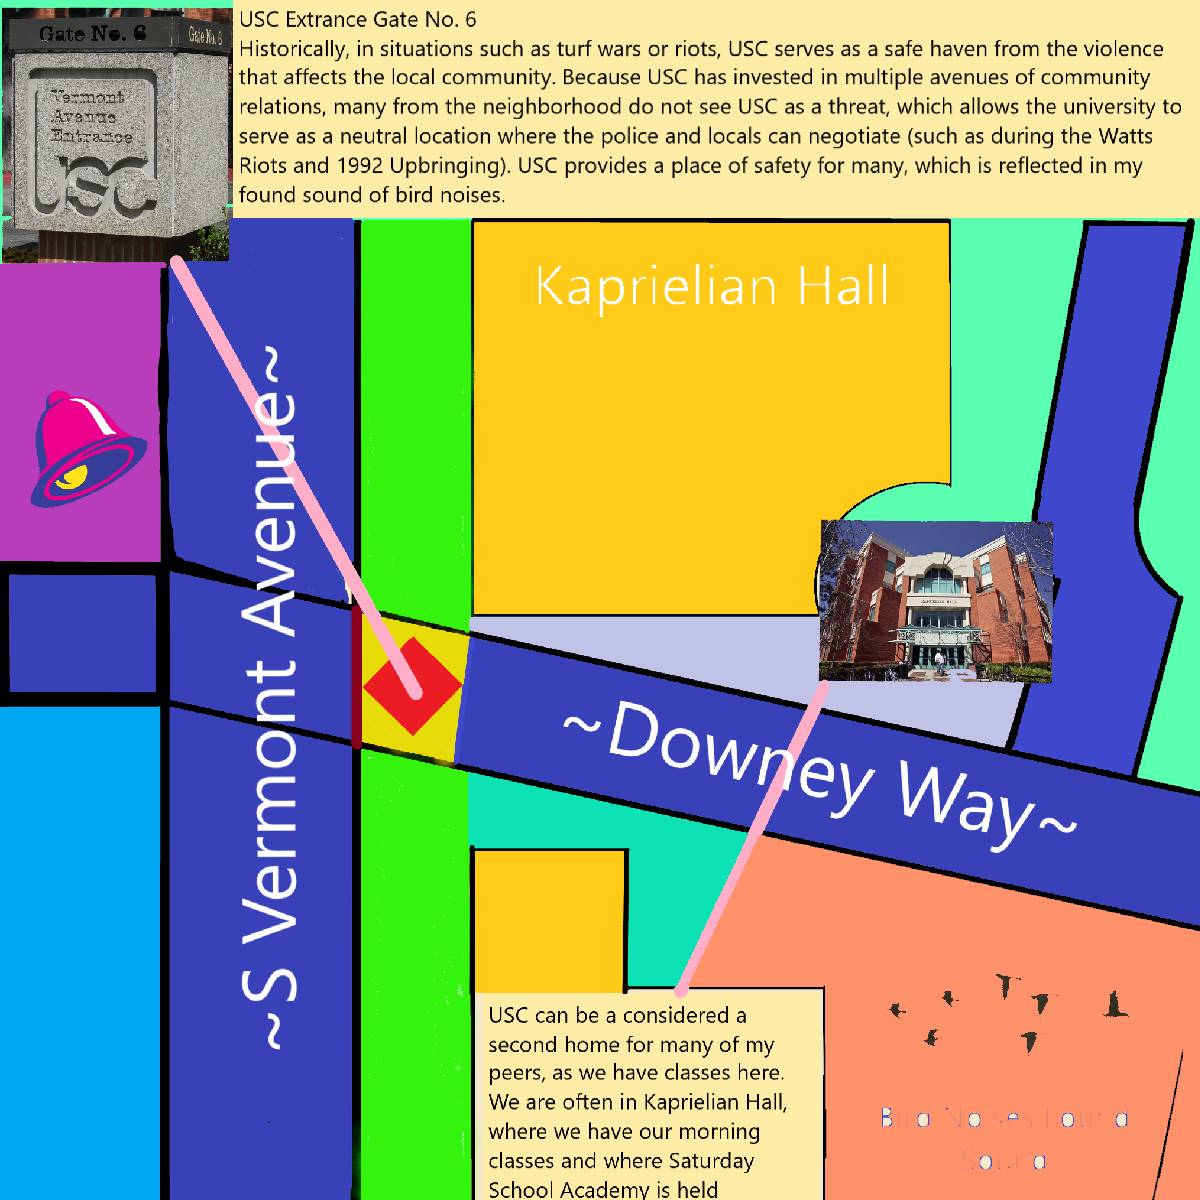 Gate No. 6
Gate No. 6
Vermont
Avenue
Entrance
USC
USC Extrance Gate No. 6
Historically, in situations such as turf wars or riots, USC serves as a safe haven from the violence
that affects the local community. Because USC has invested in multiple avenues of community
relations, many from the neighborhood do not see USC as a threat, which allows the university to
serve as a neutral location where the police and locals can negotiate (such as during the Watts
Riots and 1992 Upbringing). USC provides a place of safety for many, which is reflected in my
found sound of bird noises.
Kaprielian Hall
~S Vermont Avenue~
~Downey Way~
USC can be a considered a
second home for many of my
peers, as we have classes here.
We are often in Kaprielian Hall,
where we have our morning
classes and where Saturday
School Academy is held
Bird Noises Found
Sound